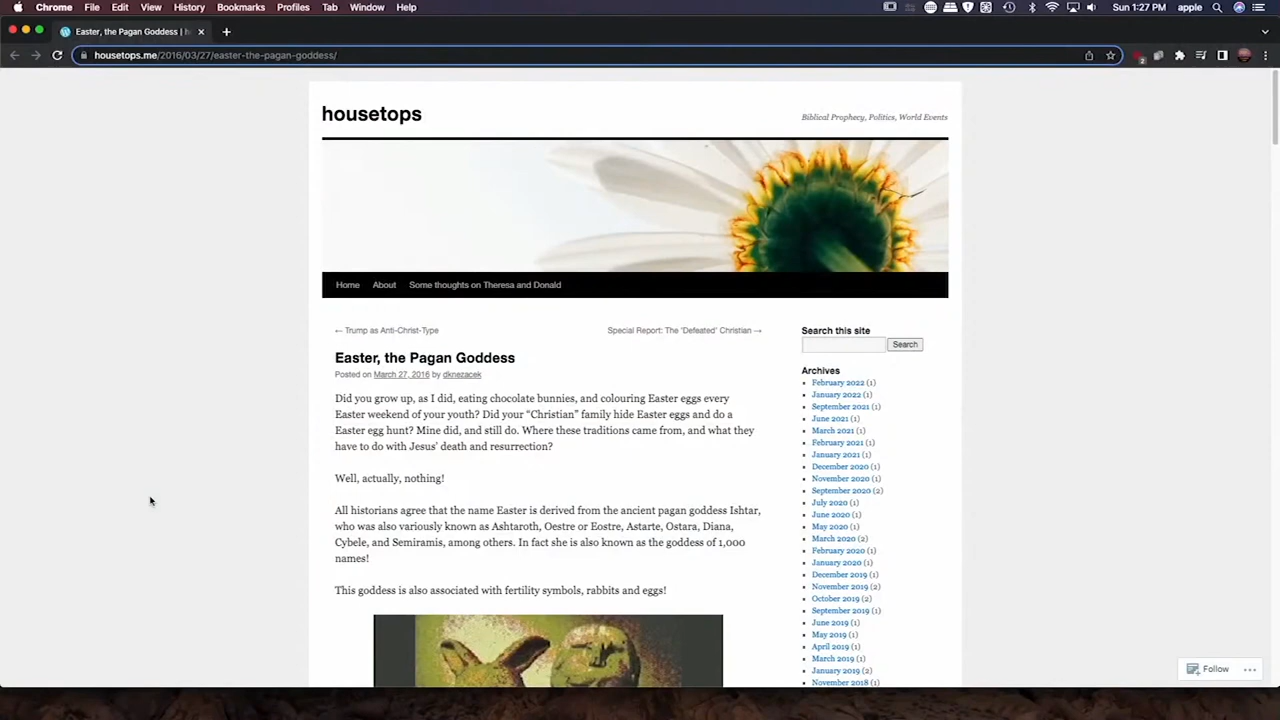 Chrome File Edit View History Bookmarks Profiles Tab Window Help Sun 1:27 PM apple
Easter, the Pagan Goddess | h
housetops.me/2016/03/27/easter-the-pagan-goddess/
2
housetops
Biblical Prophecy, Politics, World Events
Home About Some thoughts on Theresa and Donald
← Trump as Anti-Christ-Type Special Report: The 'Defeated' Christian →
Easter, the Pagan Goddess
Posted on March 27, 2016 by dknezacek
Did you grow up, as I did, eating chocolate bunnies, and colouring Easter eggs every
Easter weekend of your youth? Did your “Christian” family hide Easter eggs and do a
Easter egg hunt? Mine did, and still do. Where these traditions came from, and what they
have to do with Jesus’ death and resurrection?
Well, actually, nothing!
All historians agree that the name Easter is derived from the ancient pagan goddess Ishtar,
who was also variously known as Ashtaroth, Oestre or Eostre, Astarte, Ostara, Diana,
Cybele, and Semiramis, among others. In fact she is also known as the goddess of 1,000
names!
This goddess is also associated with fertility symbols, rabbits and eggs!
Search this site
Search
Archives
February 2022 (1)
January 2022 (1)
September 2021 (1)
June 2021 (1)
March 2021 (1)
February 2021 (1)
January 2021 (1)
December 2020 (1)
November 2020 (1)
September 2020 (2)
July 2020 (1)
June 2020 (1)
May 2020 (1)
March 2020 (2)
February 2020 (1)
January 2020 (1)
December 2019 (1)
November 2019 (2)
October 2019 (2)
September 2019 (1)
June 2019 (1)
May 2019 (1)
April 2019 (1)
March 2019 (1)
January 2019 (2)
November 2018 (1)
Follow